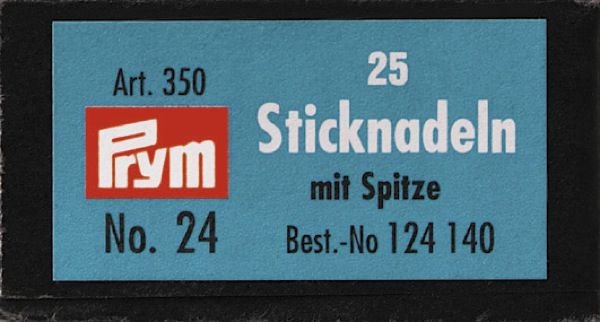 Art. 350
Prym
No. 24
25
Sticknadeln
mit Spitze
Best.-No 124 140